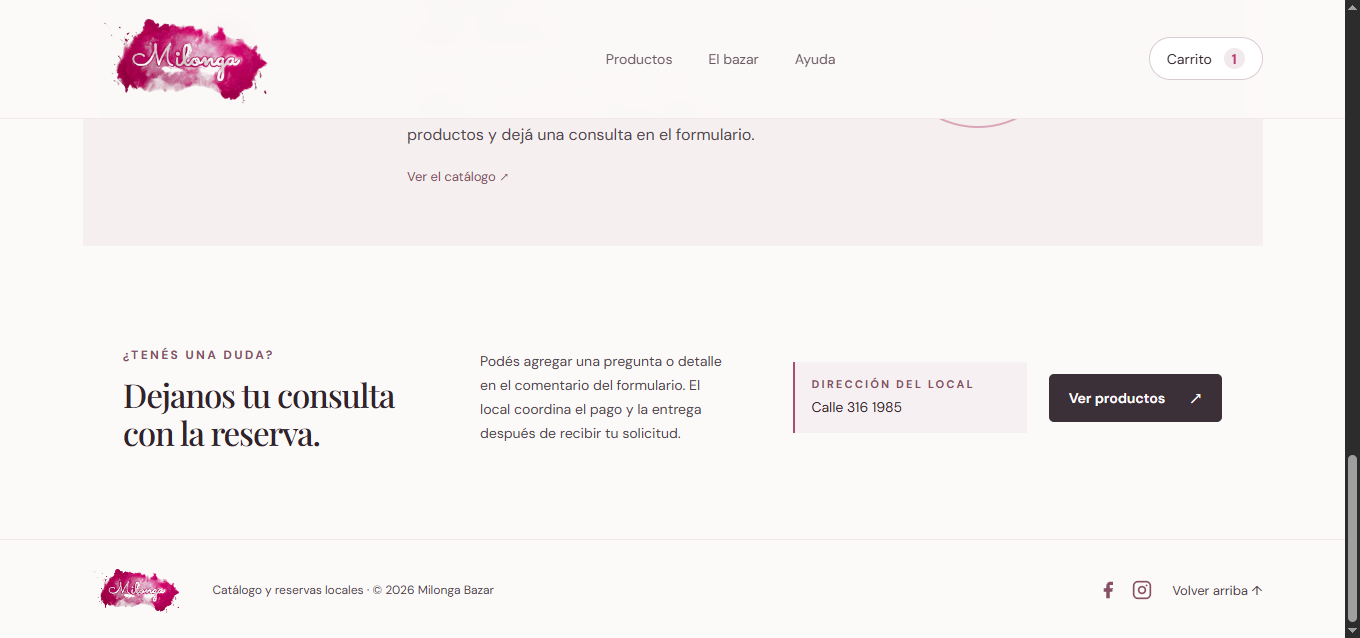 Milonga
Productos
El bazar
Ayuda
Carrito 1
productos y dejá una consulta en el formulario.
Ver el catálogo ↗
¿TENÉS UNA DUDA?
Dejanos tu consulta
con la reserva.
Podés agregar una pregunta o detalle
en el comentario del formulario. El
local coordina el pago y la entrega
después de recibir tu solicitud.
DIRECCIÓN DEL LOCAL
Calle 316 1985
Ver productos ↗
Milonga
Catálogo y reservas locales · © 2026 Milonga Bazar
Volver arriba ↑